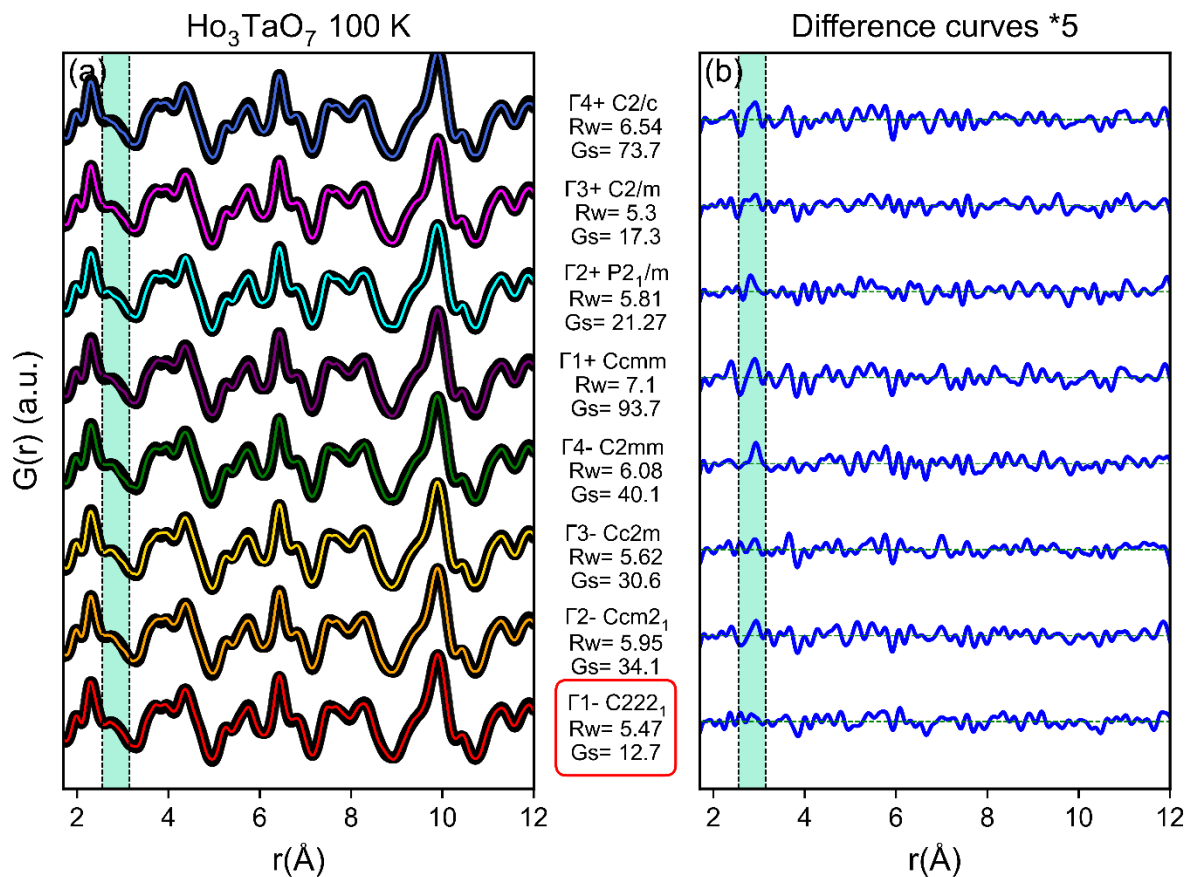 Ho₃TaO₇ 100 K
Difference curves *5
(a)
(b)
G(r) (a.u.)
Γ4+ C2/c
Rw= 6.54
Gs= 73.7
Γ3+ C2/m
Rw= 5.3
Gs= 17.3
Γ2+ P2₁/m
Rw= 5.81
Gs= 21.27
Γ1+ Ccmm
Rw= 7.1
Gs= 93.7
Γ4- C2mm
Rw= 6.08
Gs= 40.1
Γ3- Cc2m
Rw= 5.62
Gs= 30.6
Γ2- Ccm2₁
Rw= 5.95
Gs= 34.1
Γ1- C222₁
Rw= 5.47
Gs= 12.7
2 4 6 8 10 12
r(Å)
2 4 6 8 10 12
r(Å)